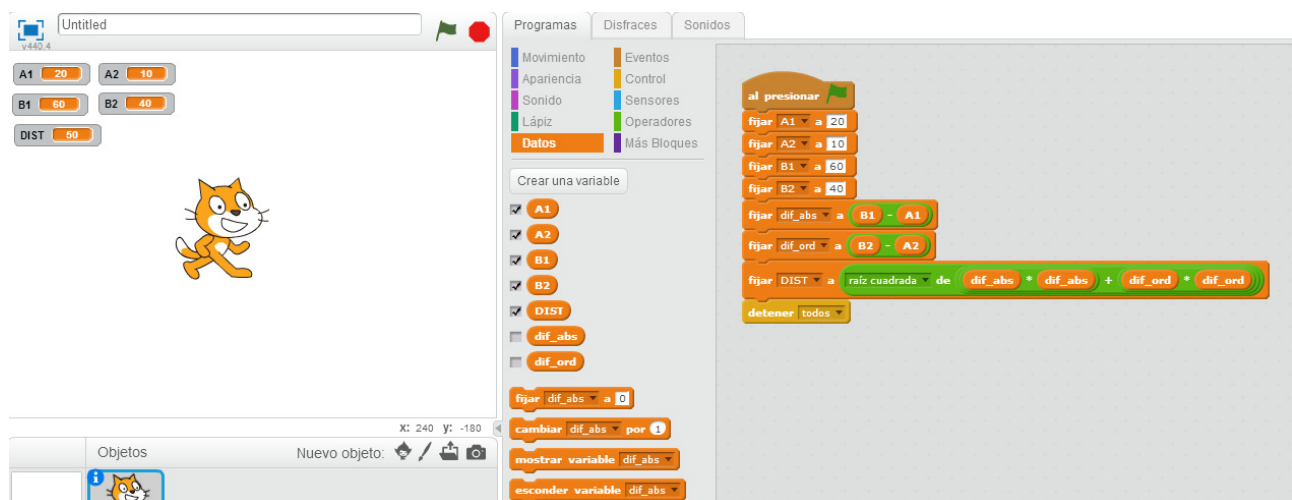 Untitled
v440.4
A1 20 A2 10
B1 60 B2 40
DIST 50
X: 240 y: -180
Objetos Nuevo objeto:
Programas Disfraces Sonidos
Movimiento Eventos
Apariencia Control
Sonido Sensores
Lápiz Operadores
Datos Más Bloques
Crear una variable
A1
A2
B1
B2
DIST
dif_abs
dif_ord
fijar dif_abs a 0
cambiar dif_abs por 1
mostrar variable dif_abs
esconder variable dif_abs
al presionar
fijar A1 a 20
fijar A2 a 10
fijar B1 a 60
fijar B2 a 40
fijar dif_abs a B1 - A1
fijar dif_ord a B2 - A2
fijar DIST a raíz cuadrada de dif_abs * dif_abs + dif_ord * dif_ord
detener todos